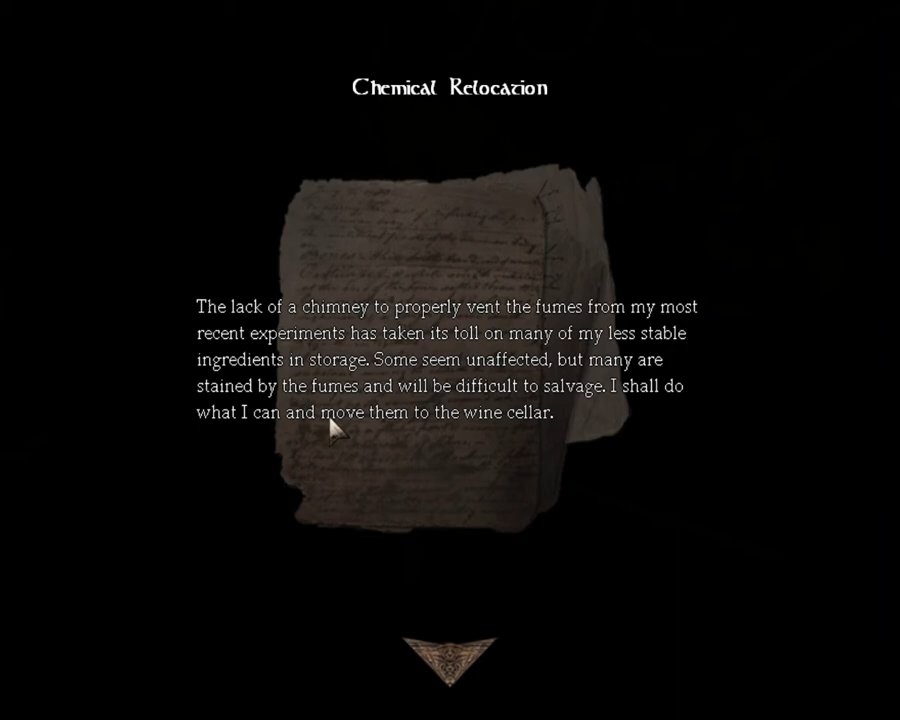 Chemical Relocation
The lack of a chimney to properly vent the fumes from my most
recent experiments has taken its toll on many of my less stable
ingredients in storage. Some seem unaffected, but many are
stained by the fumes and will be difficult to salvage. I shall do
what I can and move them to the wine cellar.